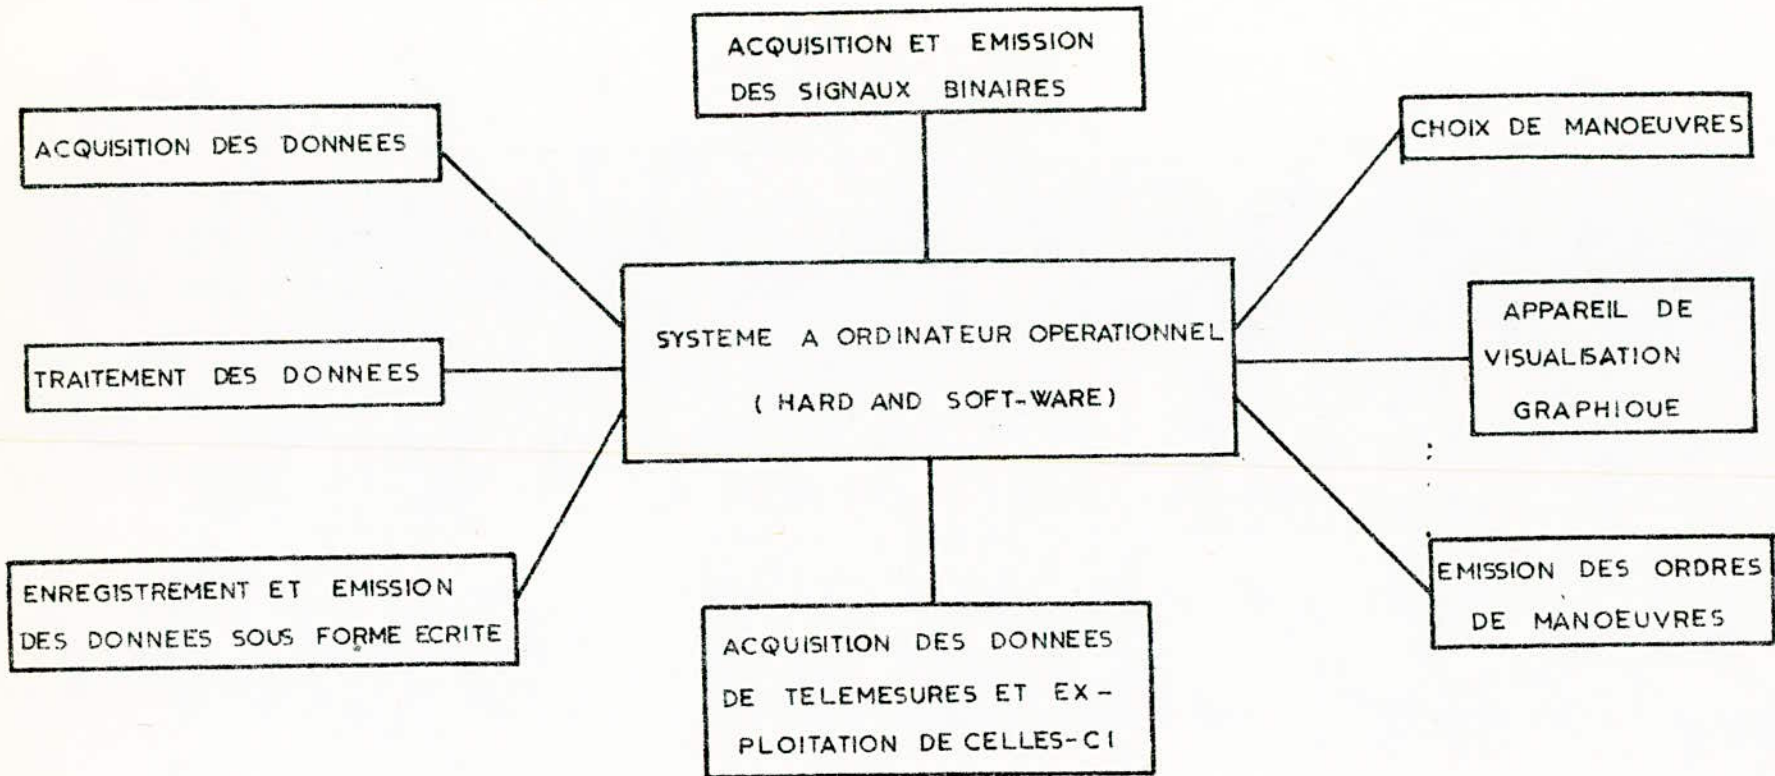 ACQUISITION ET EMISSION
DES SIGNAUX BINAIRES
ACQUISITION DES DONNEES
CHOIX DE MANOEUVRES
SYSTEME A ORDINATEUR OPERATIONNEL
( HARD AND SOFT-WARE)
APPAREIL DE
VISUALISATION
GRAPHIQUE
TRAITEMENT DES DONNEES
ENREGISTREMENT ET EMISSION
DES DONNEES SOUS FORME ECRITE
ACQUISITION DES DONNEES
DE TELEMESURES ET EX-
PLOITATION DE CELLES-CI
EMISSION DES ORDRES
DE MANOEUVRES